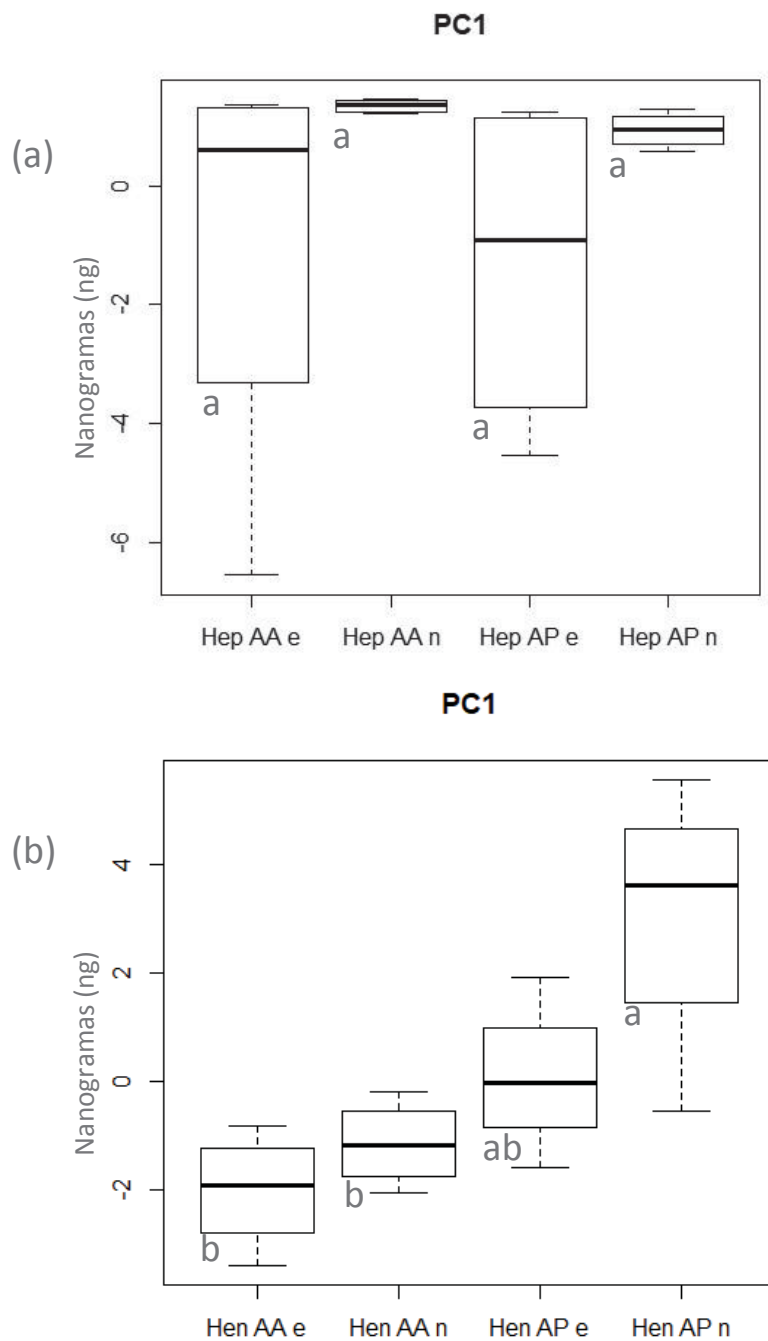 PC1
(a)
Nanogramas (ng)
0
-2
-4
-6
a
a
a
a
Hep AA e Hep AA n Hep AP e Hep AP n
PC1
(b)
Nanogramas (ng)
4
2
0
-2
a
ab
b
b
Hen AA e Hen AA n Hen AP e Hen AP n